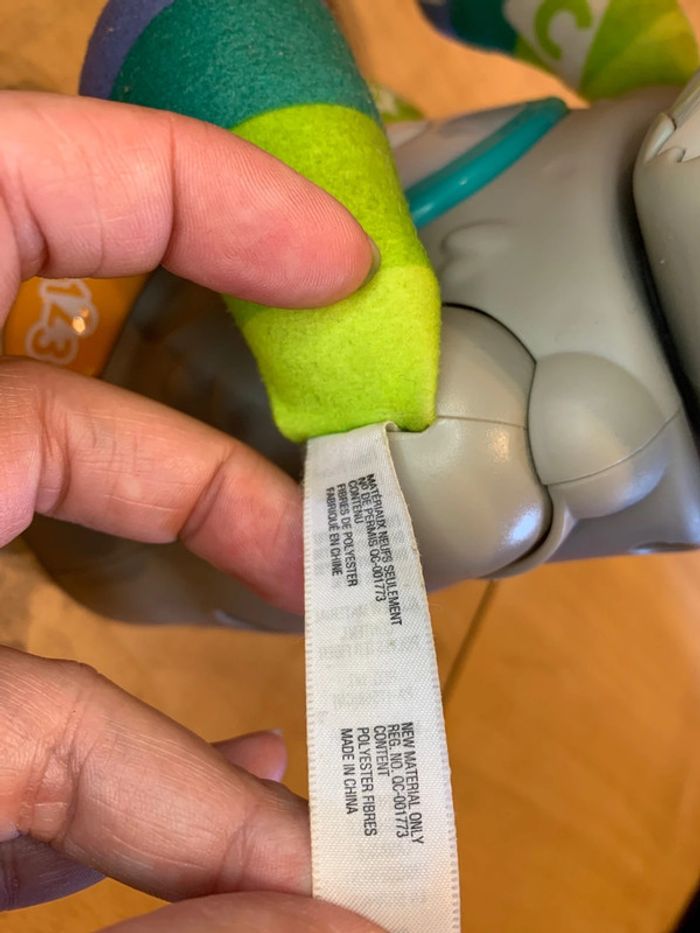 MATÉRIAUX NEUFS SEULEMENT
NO DE PERMIS QC-001773
CONTENU
FIBRES DE POLYESTER
FABRIQUÉ EN CHINE
NEW MATERIAL ONLY
REG. NO. QC-001773
CONTENT
POLYESTER FIBRES
MADE IN CHINA
123
C